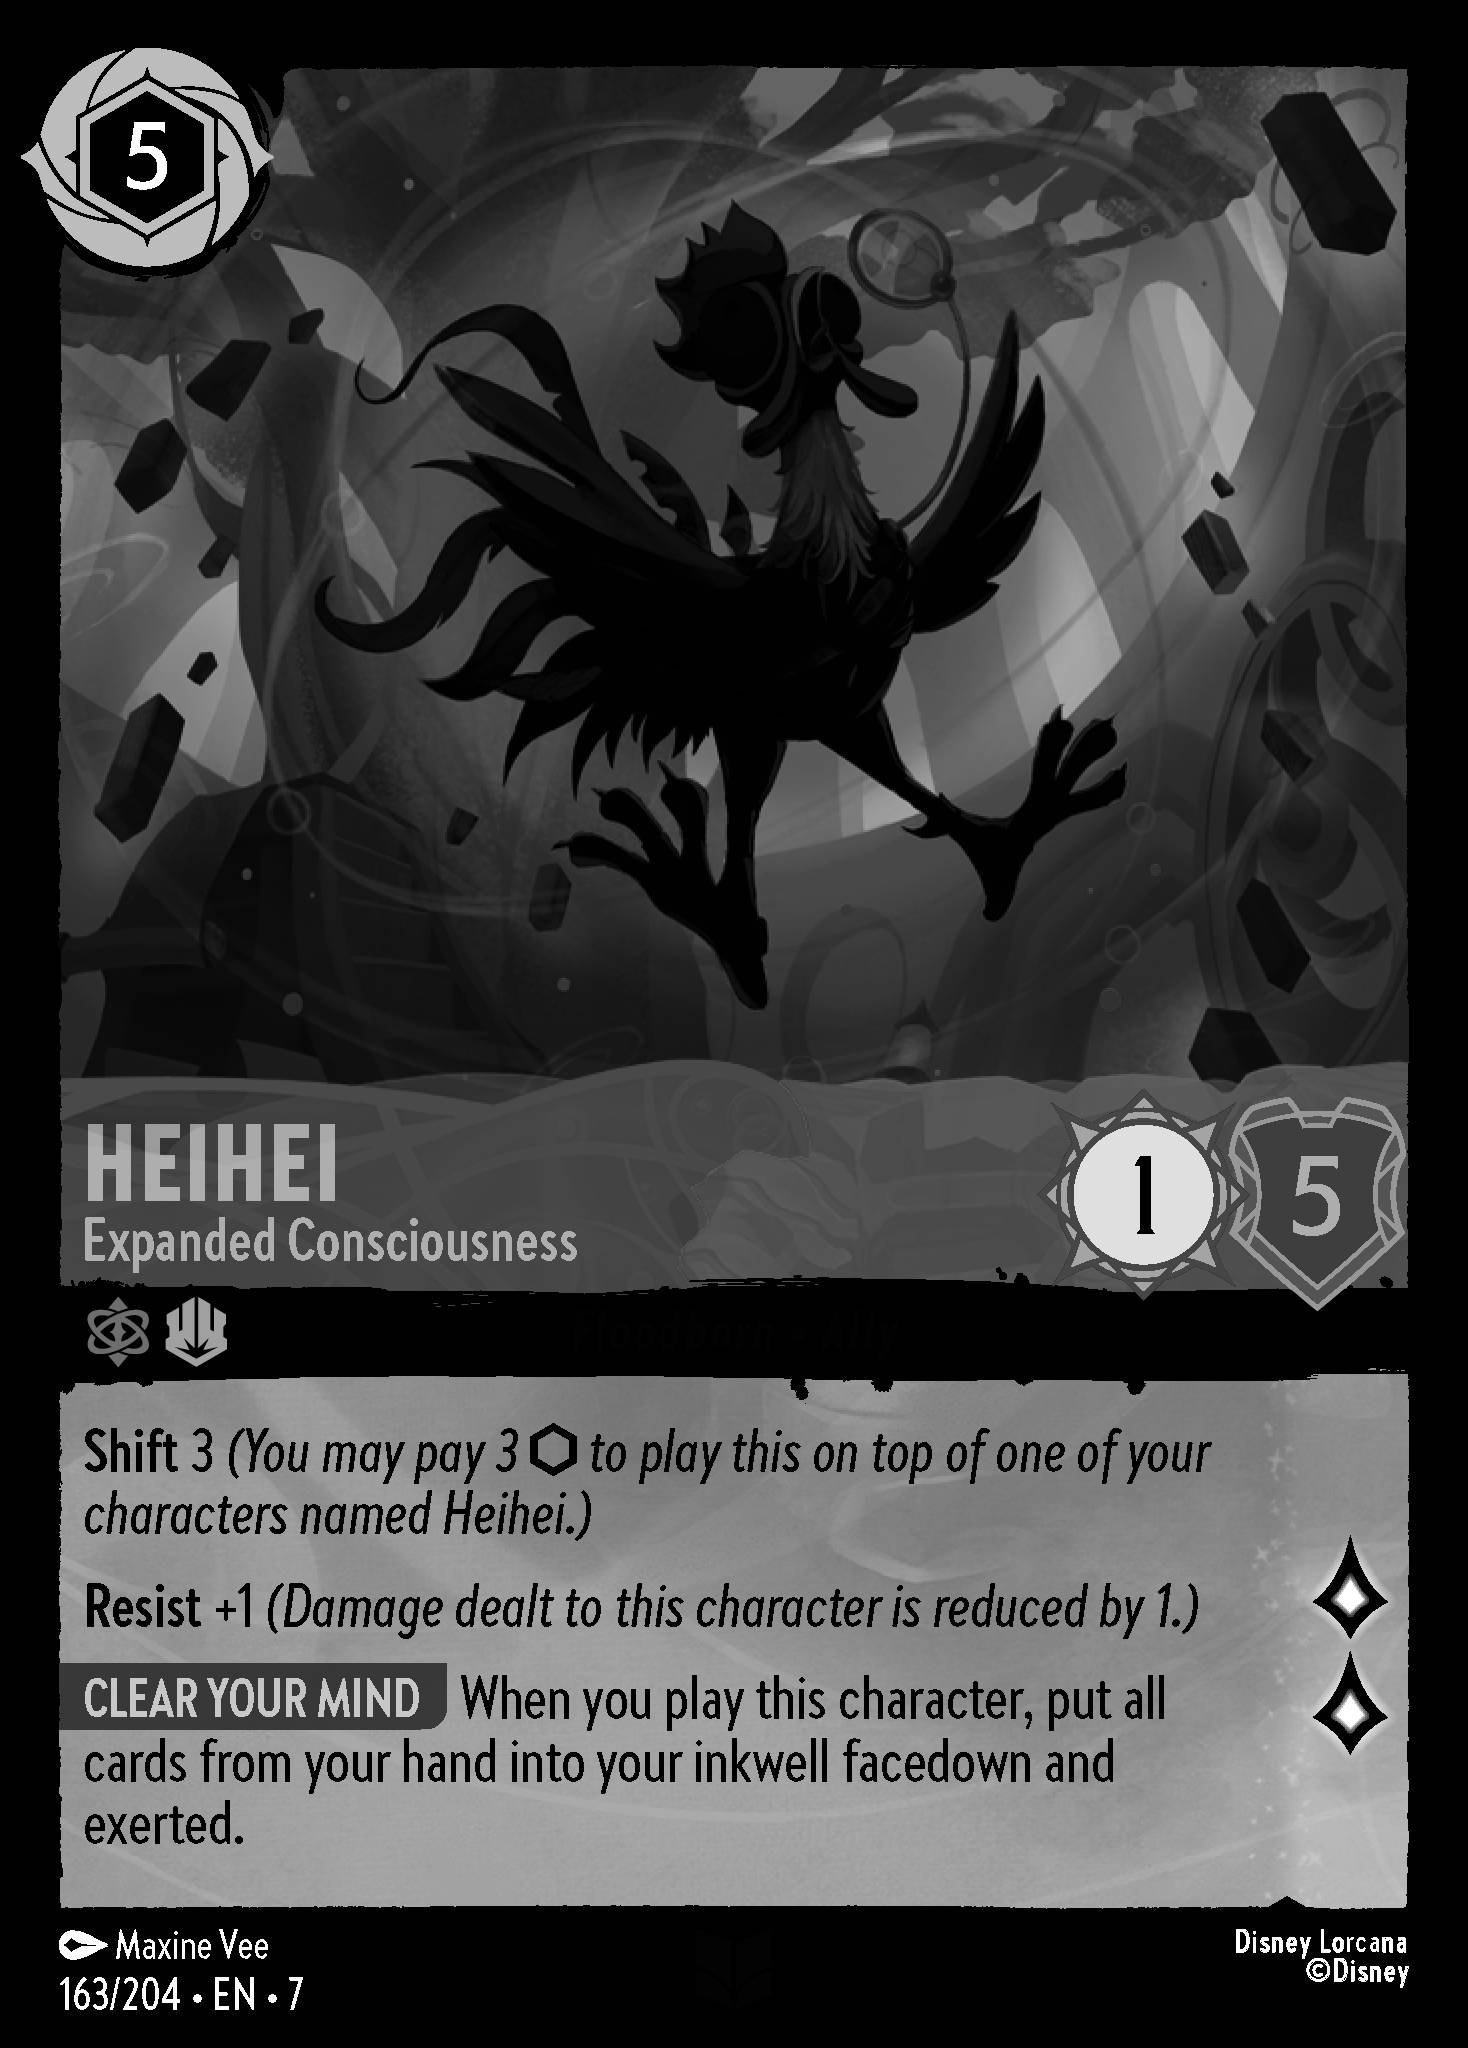 5
HEIHEI
Expanded Consciousness
1 5
Floodborn • Ally
Shift 3 (You may pay 3 ⬡ to play this on top of one of your
characters named Heihei.)
Resist +1 (Damage dealt to this character is reduced by 1.)
CLEAR YOUR MIND When you play this character, put all
cards from your hand into your inkwell facedown and
exerted.
Maxine Vee
163/204 • EN • 7
Disney Lorcana
©Disney